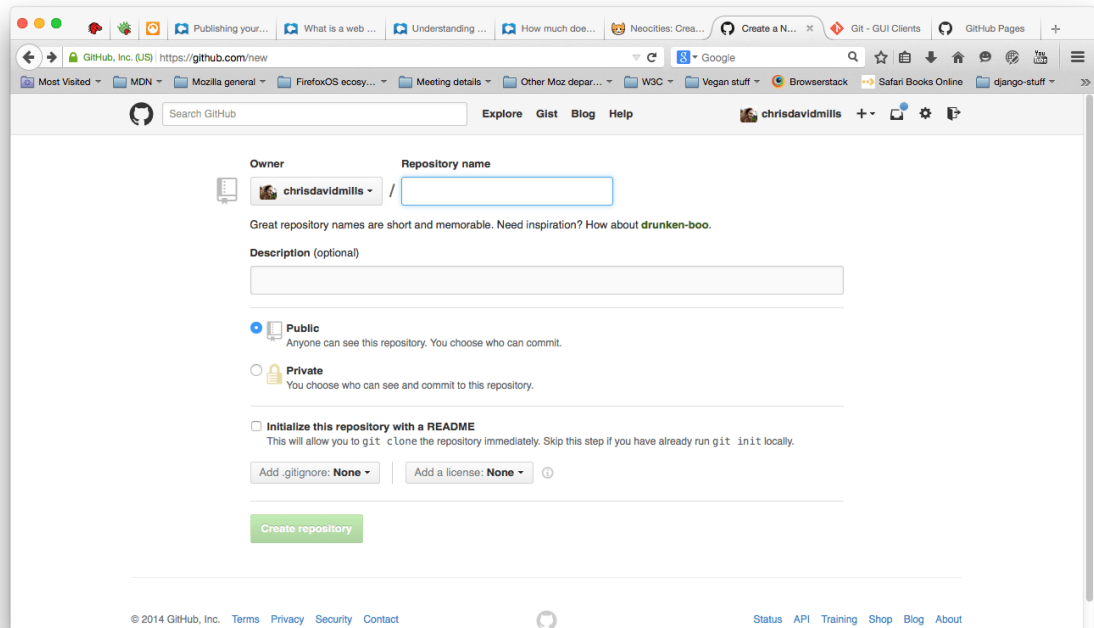 Publishing your...
What is a web ...
Understanding ...
How much doe...
Neocities: Crea...
Create a N...
Git - GUI Clients
GitHub Pages
GitHub, Inc. (US)
https://github.com/new
Google
You
Most Visited
MDN
Mozilla general
FirefoxOS ecosy...
Meeting details
Other Moz depar...
W3C
Vegan stuff
Browserstack
Safari Books Online
django-stuff
Search GitHub
Explore
Gist
Blog
Help
chrisdavidmills
Owner
Repository name
chrisdavidmills
/
Great repository names are short and memorable. Need inspiration? How about drunken-boo.
Description (optional)
Public
Anyone can see this repository. You choose who can commit.
Private
You choose who can see and commit to this repository.
Initialize this repository with a README
This will allow you to git clone the repository immediately. Skip this step if you have already run git init locally.
Add .gitignore: None
Add a license: None
Create repository
© 2014 GitHub, Inc.
Terms
Privacy
Security
Contact
Status
API
Training
Shop
Blog
About